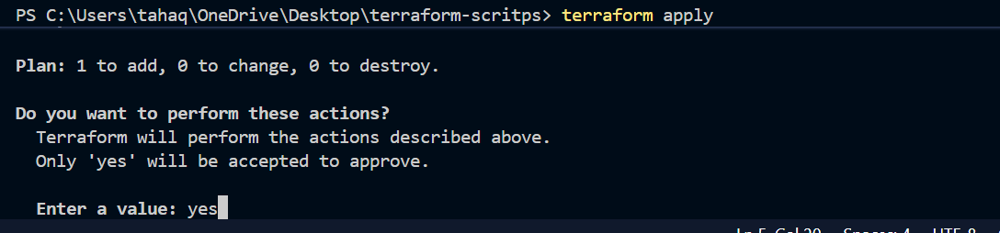 PS C:\Users\tahaq\OneDrive\Desktop\terraform-scritps> terraform apply
Plan: 1 to add, 0 to change, 0 to destroy.
Do you want to perform these actions?
Terraform will perform the actions described above.
Only 'yes' will be accepted to approve.
Enter a value: yes
Ln 5, Col 20 Spaces: 4 UTF-8